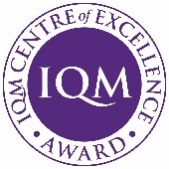 IQM CENTRE of EXCELLENCE
IQM
• AWARD •